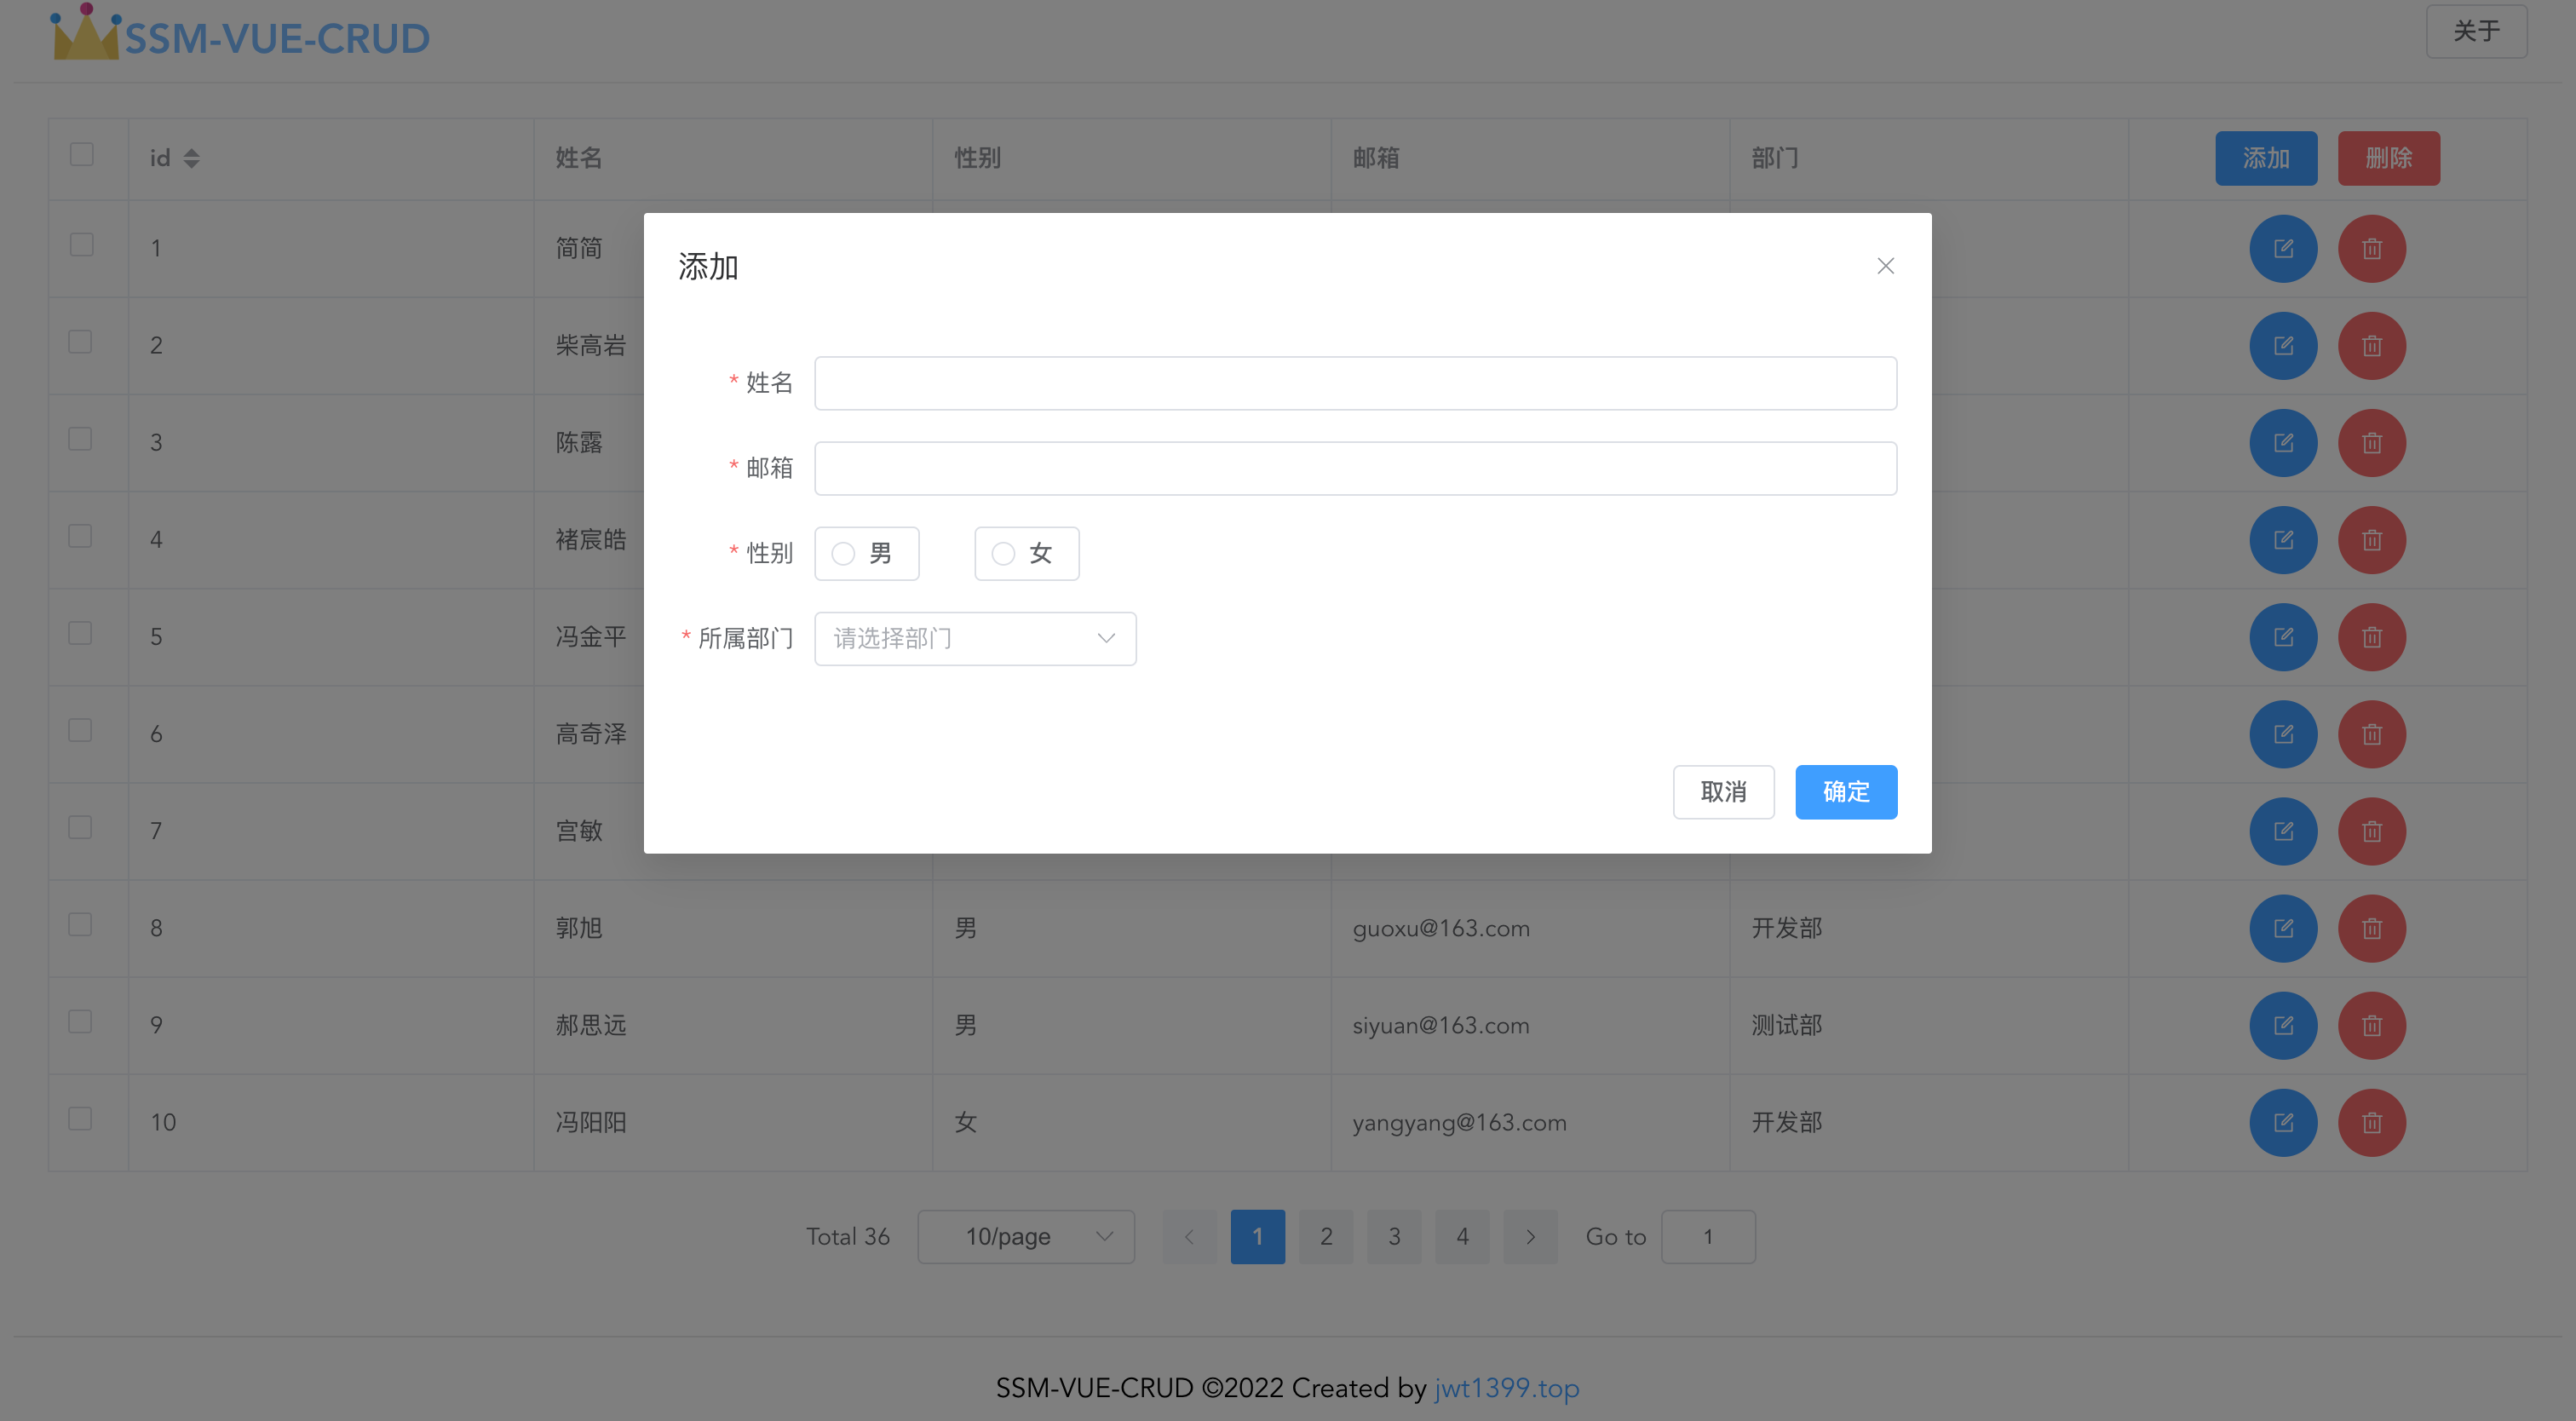 SSM-VUE-CRUD 关于
id 姓名 性别 邮箱 部门 添加 删除
1 简简
2 柴高岩
3 陈露
4 褚宸皓
5 冯金平
6 高奇泽
7 宫敏
添加
* 姓名
* 邮箱
* 性别 男 女
* 所属部门 请选择部门
取消 确定
8 郭旭 男 guoxu@163.com 开发部
9 郝思远 男 siyuan@163.com 测试部
10 冯阳阳 女 yangyang@163.com 开发部
Total 36 10/page 1 2 3 4 Go to 1
SSM-VUE-CRUD ©2022 Created by jwt1399.top